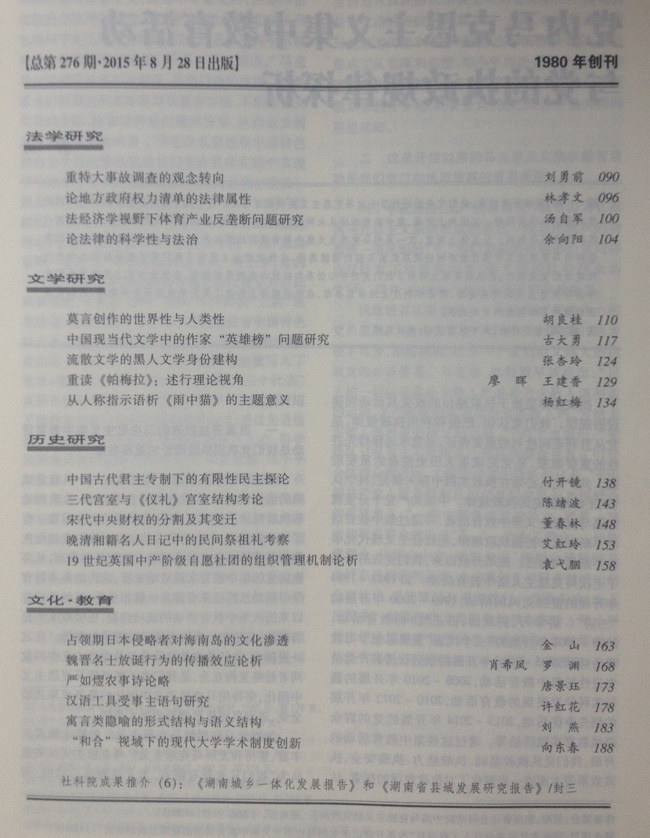 【总第276期·2015年8月28日出版】 1980年创刊
法学研究
重特大事故调查的观念转向 刘勇前 090
论地方政府权力清单的法律属性 林孝文 096
法经济学视野下体育产业反垄断问题研究 汤自军 100
论法律的科学性与法治 余向阳 104
文学研究
莫言创作的世界性与人类性 胡良桂 110
中国现当代文学中的作家“英雄榜”问题研究 古大勇 117
流散文学的黑人文学身份建构 张杏玲 124
重读《帕梅拉》：述行理论视角 廖晖 王建香 129
从人称指示语析《雨中猫》的主题意义 杨红梅 134
历史研究
中国古代君主专制下的有限性民主探论 付开镜 138
三代宫室与《仪礼》宫室结构考论 陈绪波 143
宋代中央财权的分割及其变迁 董春林 148
晚清湘籍名人日记中的民间祭祖礼考察 艾红玲 153
19世纪英国中产阶级自愿社团的组织管理机制论析 袁弋胭 158
文化·教育
占领期日本侵略者对海南岛的文化渗透 金山 163
魏晋名士放诞行为的传播效应论析 肖希凤 罗渊 168
严如熤农事诗论略 唐景珏 173
汉语工具受事主语句研究 许红花 178
寓言类隐喻的形式结构与语义结构 刘燕 183
“和合”视域下的现代大学学术制度创新 向东春 188
社科院成果推介（6）：《湖南城乡一体化发展报告》和《湖南省县域发展研究报告》/封三